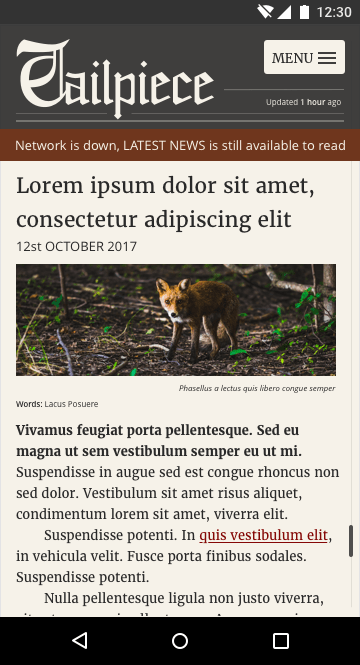 12:30
Tailpiece
MENU
Updated 1 hour ago
Network is down, LATEST NEWS is still available to read
Lorem ipsum dolor sit amet,
consectetur adipiscing elit
12st OCTOBER 2017
Phasellus a lectus quis libero congue semper
Words: Lacus Posuere
Vivamus feugiat porta pellentesque. Sed eu
magna ut sem vestibulum semper eu ut mi.
Suspendisse in augue sed est congue rhoncus non
sed dolor. Vestibulum sit amet risus aliquet,
condimentum lorem sit amet, viverra elit.
Suspendisse potenti. In quis vestibulum elit,
in vehicula velit. Fusce porta finibus sodales.
Suspendisse potenti.
Nulla pellentesque ligula non justo viverra,